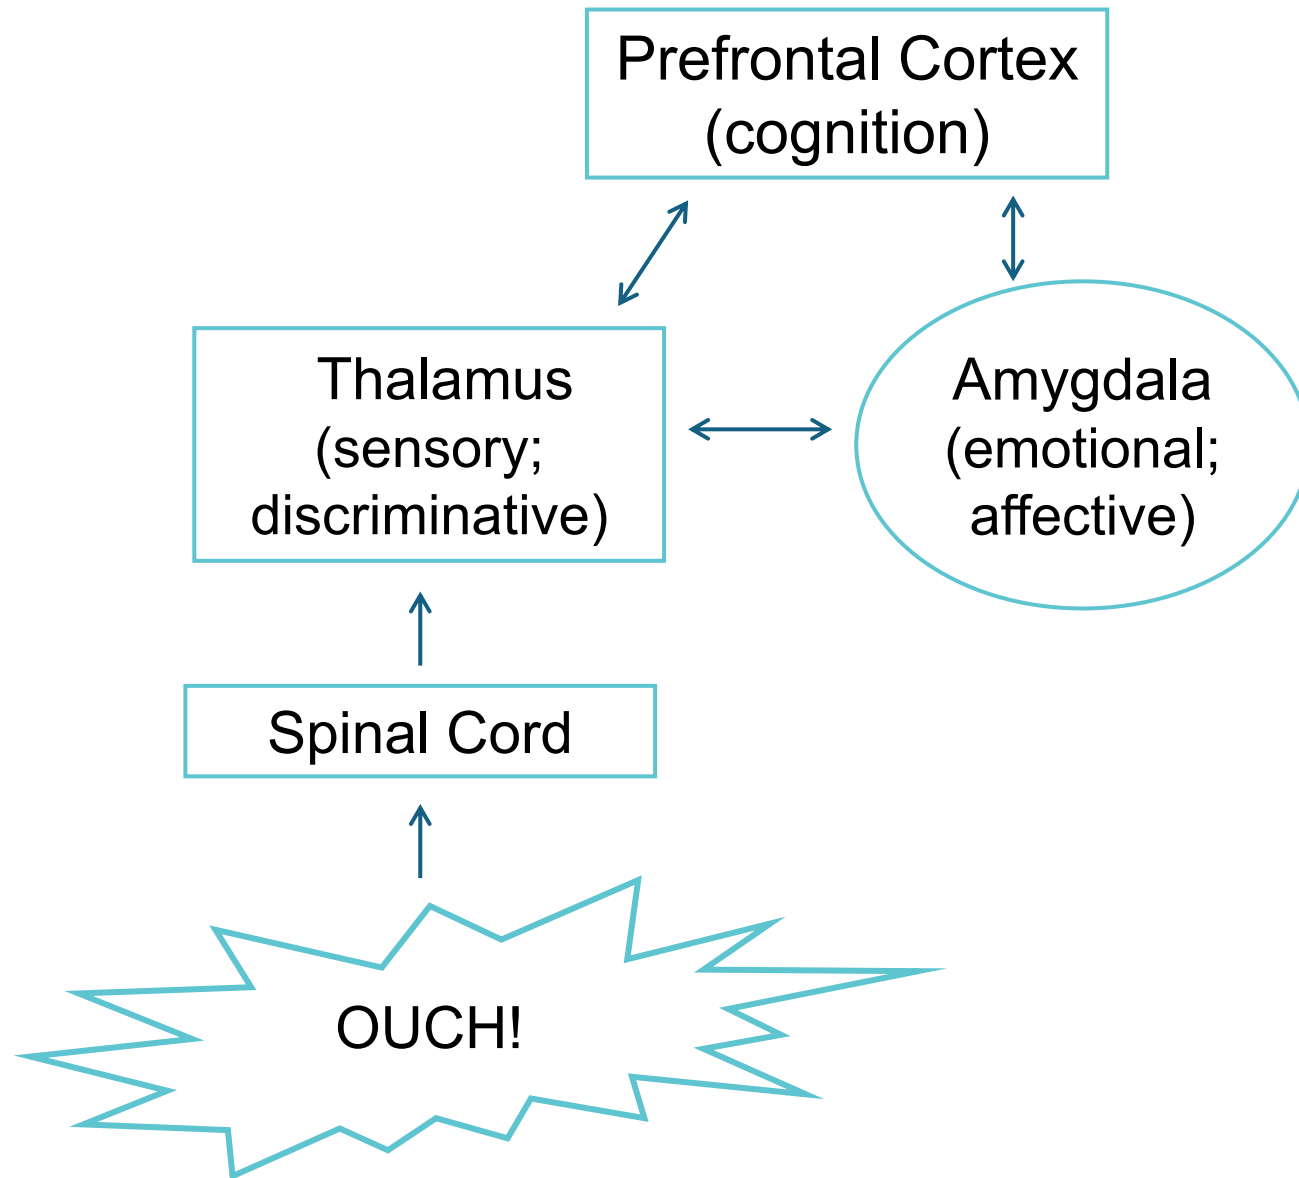 Prefrontal Cortex
(cognition)
Thalamus
(sensory;
discriminative)
Amygdala
(emotional;
affective)
Spinal Cord
OUCH!